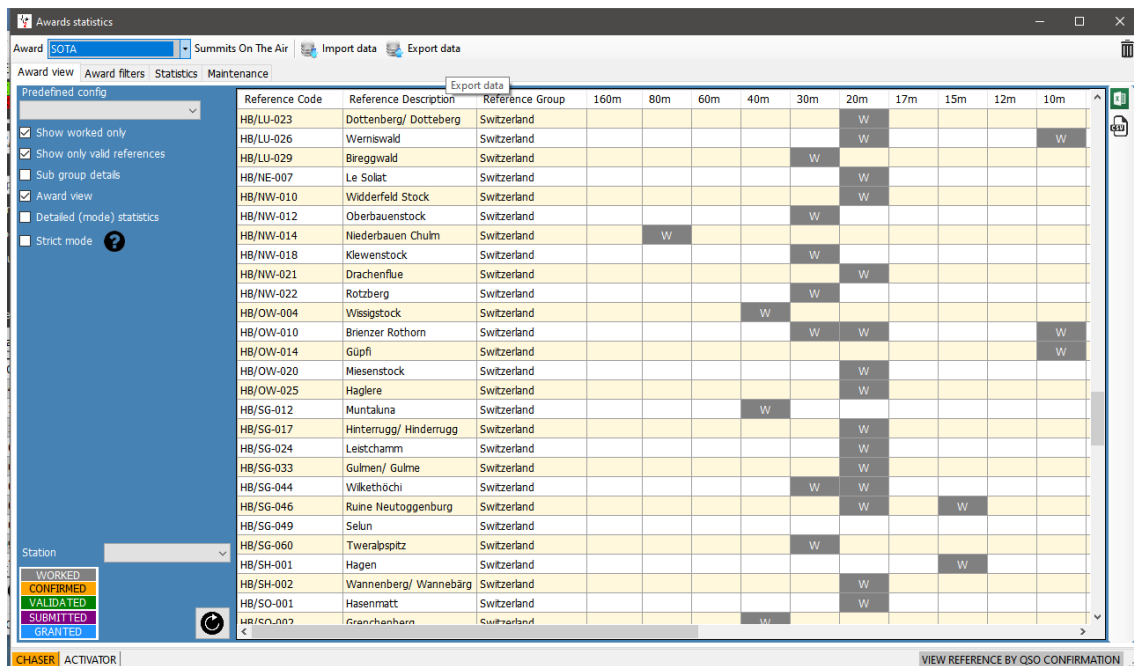 Awards statistics
Award SOTA Summits On The Air Import data Export data
Award view Award filters Statistics Maintenance
Export data
Predefined config
Show worked only
Show only valid references
Sub group details
Award view
Detailed (mode) statistics
Strict mode ?
Station
WORKED
CONFIRMED
VALIDATED
SUBMITTED
GRANTED
Reference Code Reference Description Reference Group 160m 80m 60m 40m 30m 20m 17m 15m 12m 10m
HB/LU-023 Dottenberg/ Dotteberg Switzerland W
HB/LU-026 Werniswald Switzerland W W
HB/LU-029 Bireggwald Switzerland W
HB/NE-007 Le Soliat Switzerland W
HB/NW-010 Widderfeld Stock Switzerland W
HB/NW-012 Oberbauenstock Switzerland W
HB/NW-014 Niederbauen Chulm Switzerland W
HB/NW-018 Klewenstock Switzerland W
HB/NW-021 Drachenflue Switzerland W
HB/NW-022 Rotzberg Switzerland W
HB/OW-004 Wissigstock Switzerland W
HB/OW-010 Brienzer Rothorn Switzerland W W W
HB/OW-014 Güpfi Switzerland W
HB/OW-020 Miesenstock Switzerland W
HB/OW-025 Haglere Switzerland W
HB/SG-012 Muntaluna Switzerland W
HB/SG-017 Hinterrugg/ Hinderrugg Switzerland W
HB/SG-024 Leistchamm Switzerland W
HB/SG-033 Gulmen/ Gulme Switzerland W
HB/SG-044 Wilkethöchi Switzerland W W
HB/SG-046 Ruine Neutoggenburg Switzerland W W
HB/SG-049 Selun Switzerland
HB/SG-060 Tweralpspitz Switzerland W
HB/SH-001 Hagen Switzerland W
HB/SH-002 Wannenberg/ Wannebärg Switzerland W
HB/SO-001 Hasenmatt Switzerland W
HB/SO-002 Grenchenberg Switzerland W
CSV
CHASER ACTIVATOR VIEW REFERENCE BY QSO CONFIRMATION